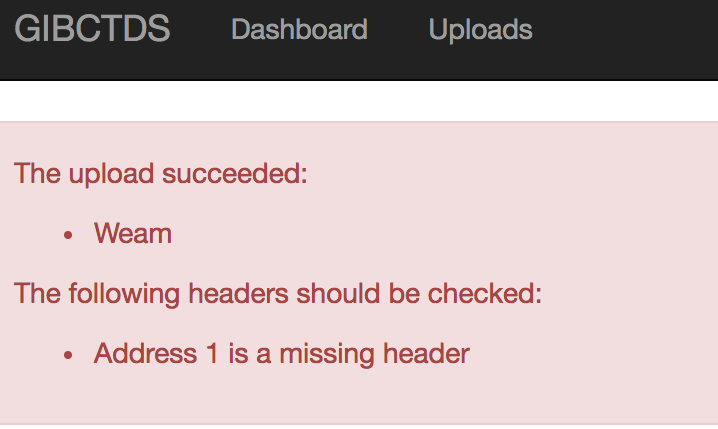 GIBCTDS Dashboard Uploads
The upload succeeded:
• Weam
The following headers should be checked:
• Address 1 is a missing header